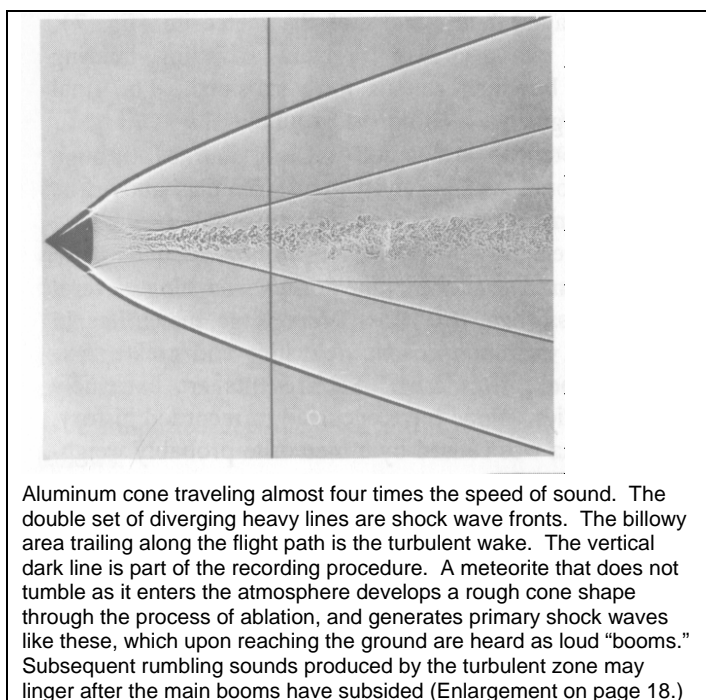 Aluminum cone traveling almost four times the speed of sound.  The
double set of diverging heavy lines are shock wave fronts.  The billowy
area trailing along the flight path is the turbulent wake.  The vertical
dark line is part of the recording procedure.  A meteorite that does not
tumble as it enters the atmosphere develops a rough cone shape
through the process of ablation, and generates primary shock waves
like these, which upon reaching the ground are heard as loud “booms.”
Subsequent rumbling sounds produced by the turbulent zone may
linger after the main booms have subsided (Enlargement on page 18.)